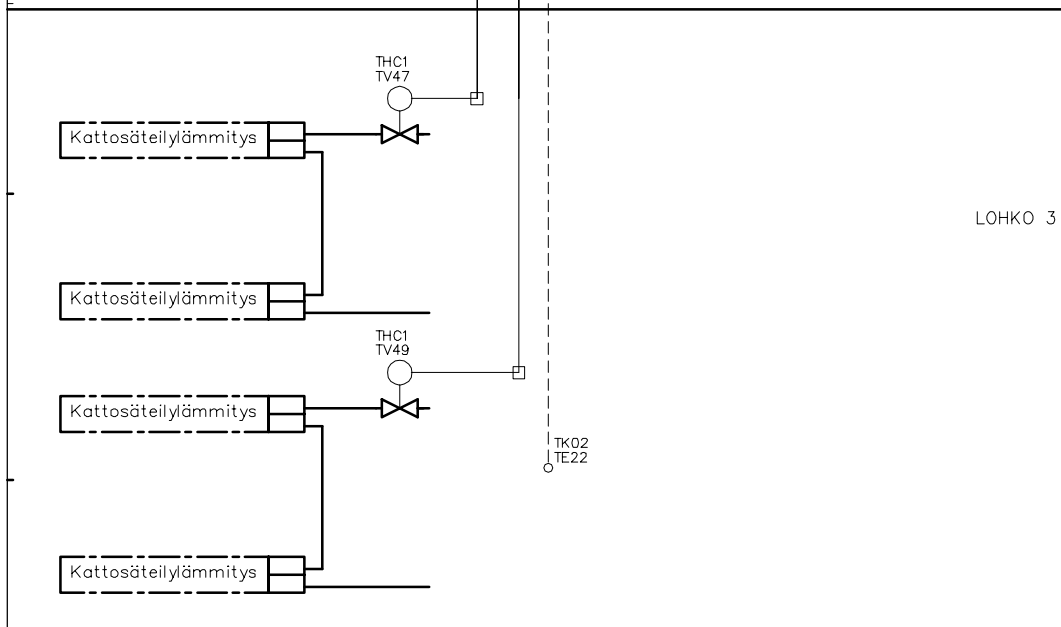 THC1
TV47
Kattosäteilylämmitys
LOHKO 3
Kattosäteilylämmitys
THC1
TV49
Kattosäteilylämmitys
TK02
TE22
Kattosäteilylämmitys